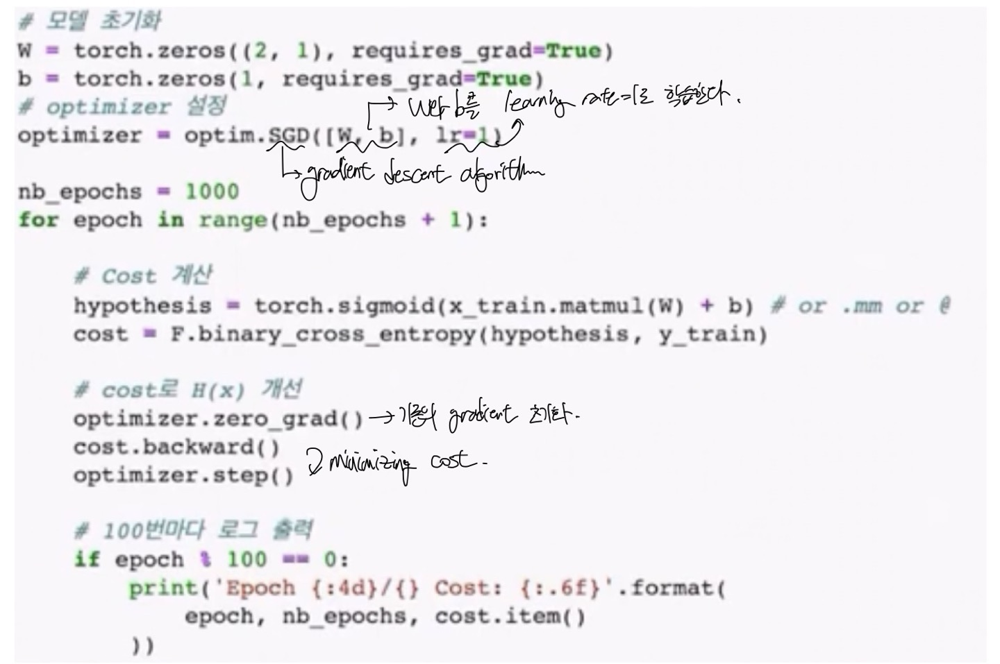 # 모델 초기화
W = torch.zeros((2, 1), requires_grad=True)
b = torch.zeros(1, requires_grad=True)
# optimizer 설정
→ W와 b를 learning rate=1로 학습한다.
optimizer = optim.SGD([W, b], lr=1)
→ gradient descent algorithm
nb_epochs = 1000
for epoch in range(nb_epochs + 1):
# Cost 계산
hypothesis = torch.sigmoid(x_train.matmul(W) + b) # or .mm or @
cost = F.binary_cross_entropy(hypothesis, y_train)
# cost로 H(x) 개선
optimizer.zero_grad() → 기존의 gradient 초기화.
cost.backward()
minimizing cost.
optimizer.step()
# 100번마다 로그 출력
if epoch % 100 == 0:
print('Epoch {:4d}/{} Cost: {:.6f}'.format(
epoch, nb_epochs, cost.item()
))